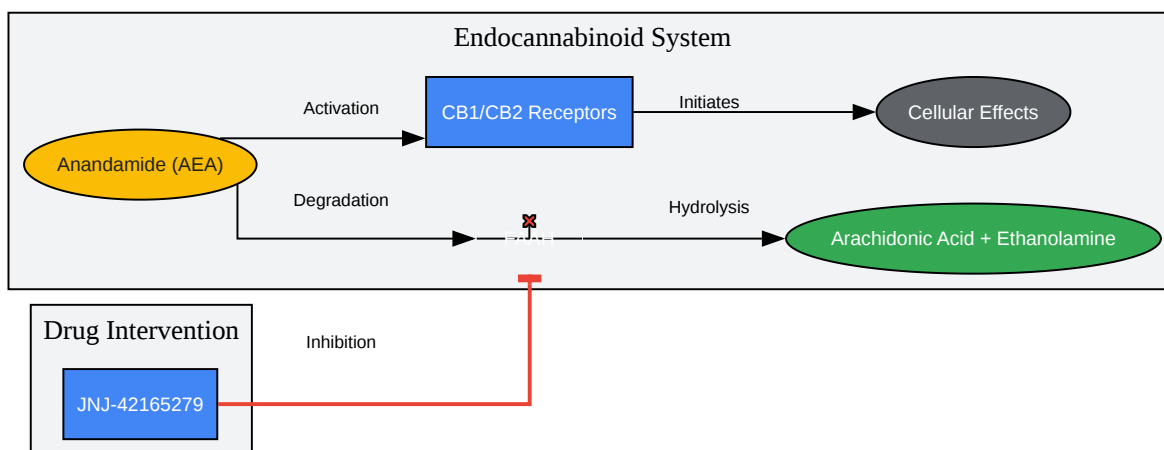 Endocannabinoid System
Activation
CB1/CB2 Receptors
Initiates
Cellular Effects
Anandamide (AEA)
Degradation
FAAH
Hydrolysis
Arachidonic Acid + Ethanolamine
Drug Intervention
Inhibition
JNJ-42165279